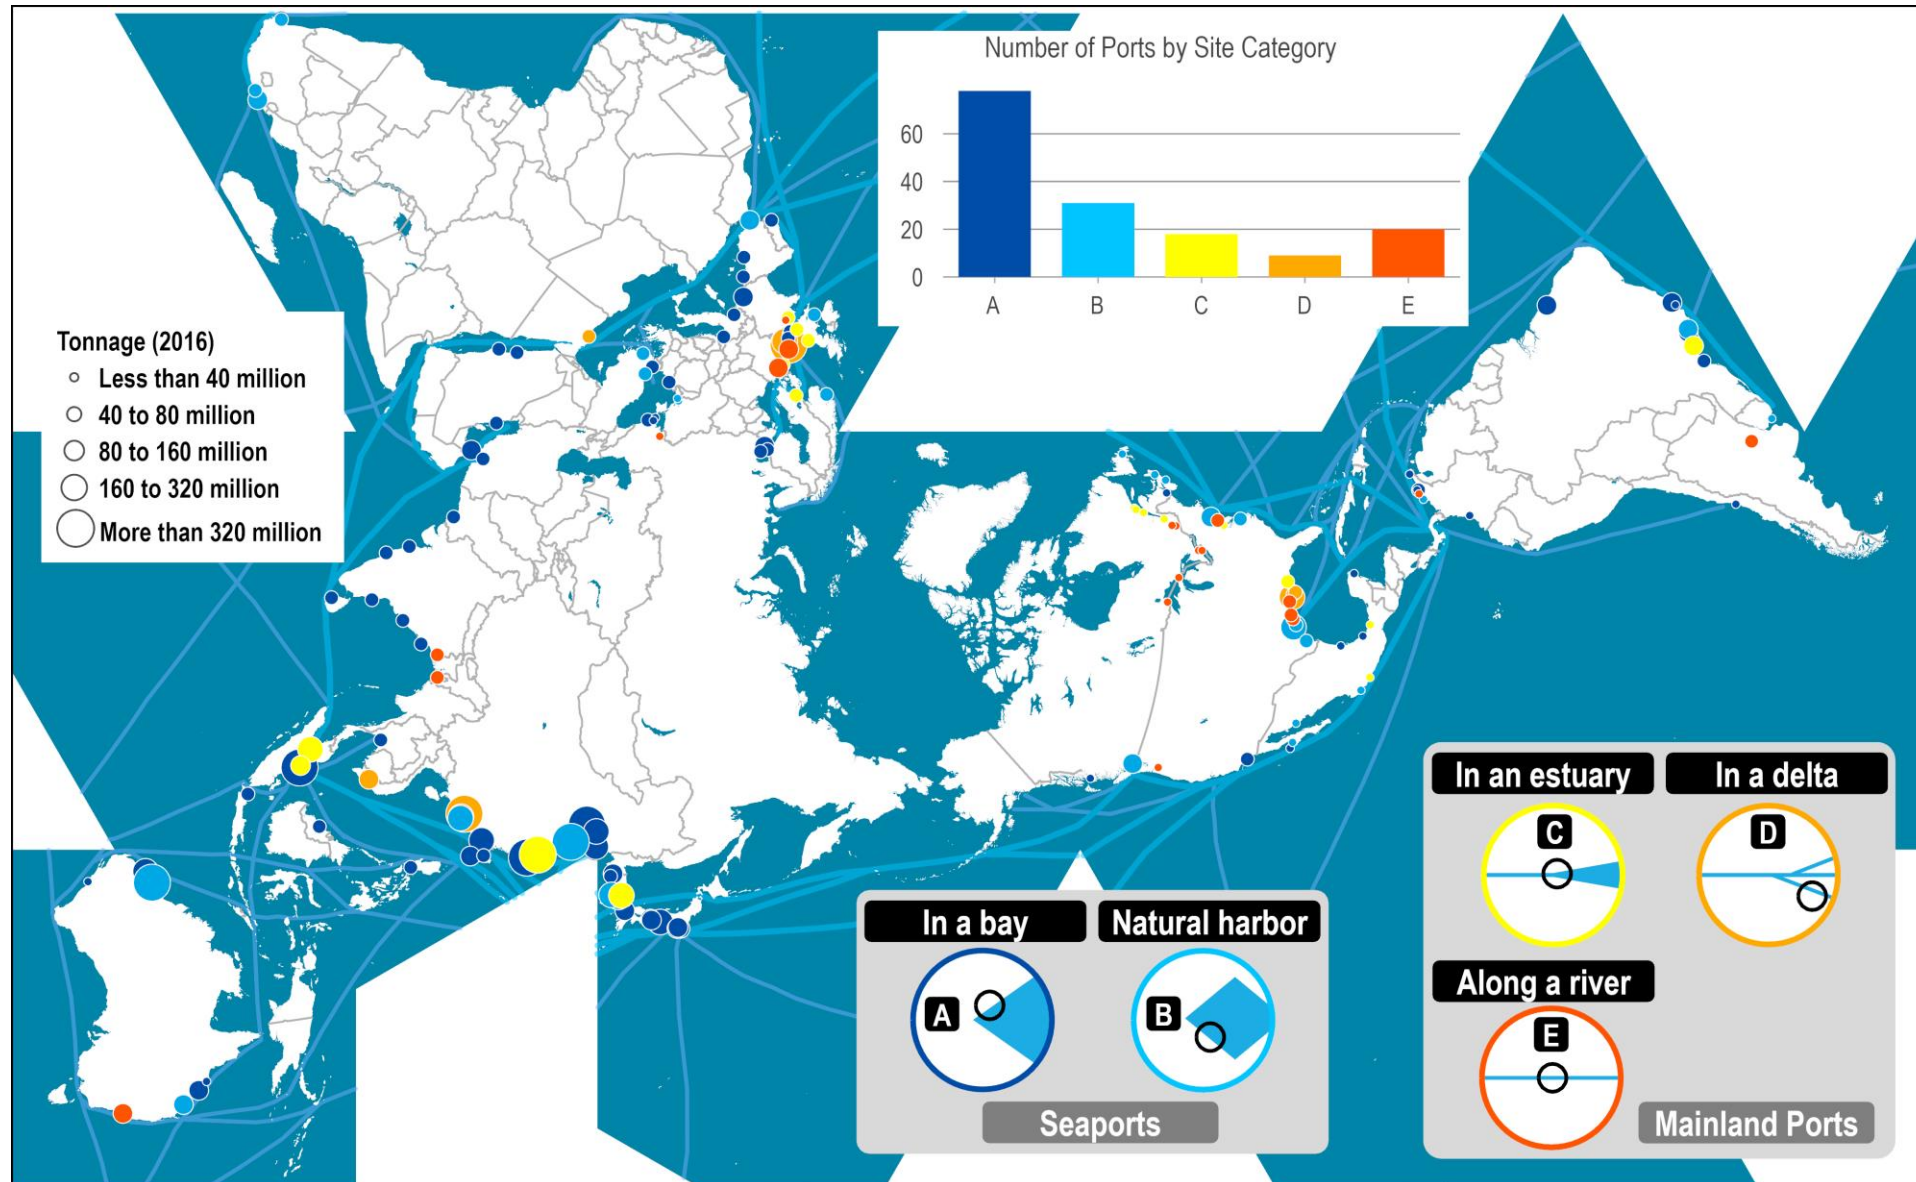 Number of Ports by Site Category
60
40
20
0
A B C D E
Tonnage (2016)
Less than 40 million
40 to 80 million
80 to 160 million
160 to 320 million
More than 320 million
In a bay
Natural harbor
A
B
Seaports
In an estuary
In a delta
C
D
Along a river
E
Mainland Ports